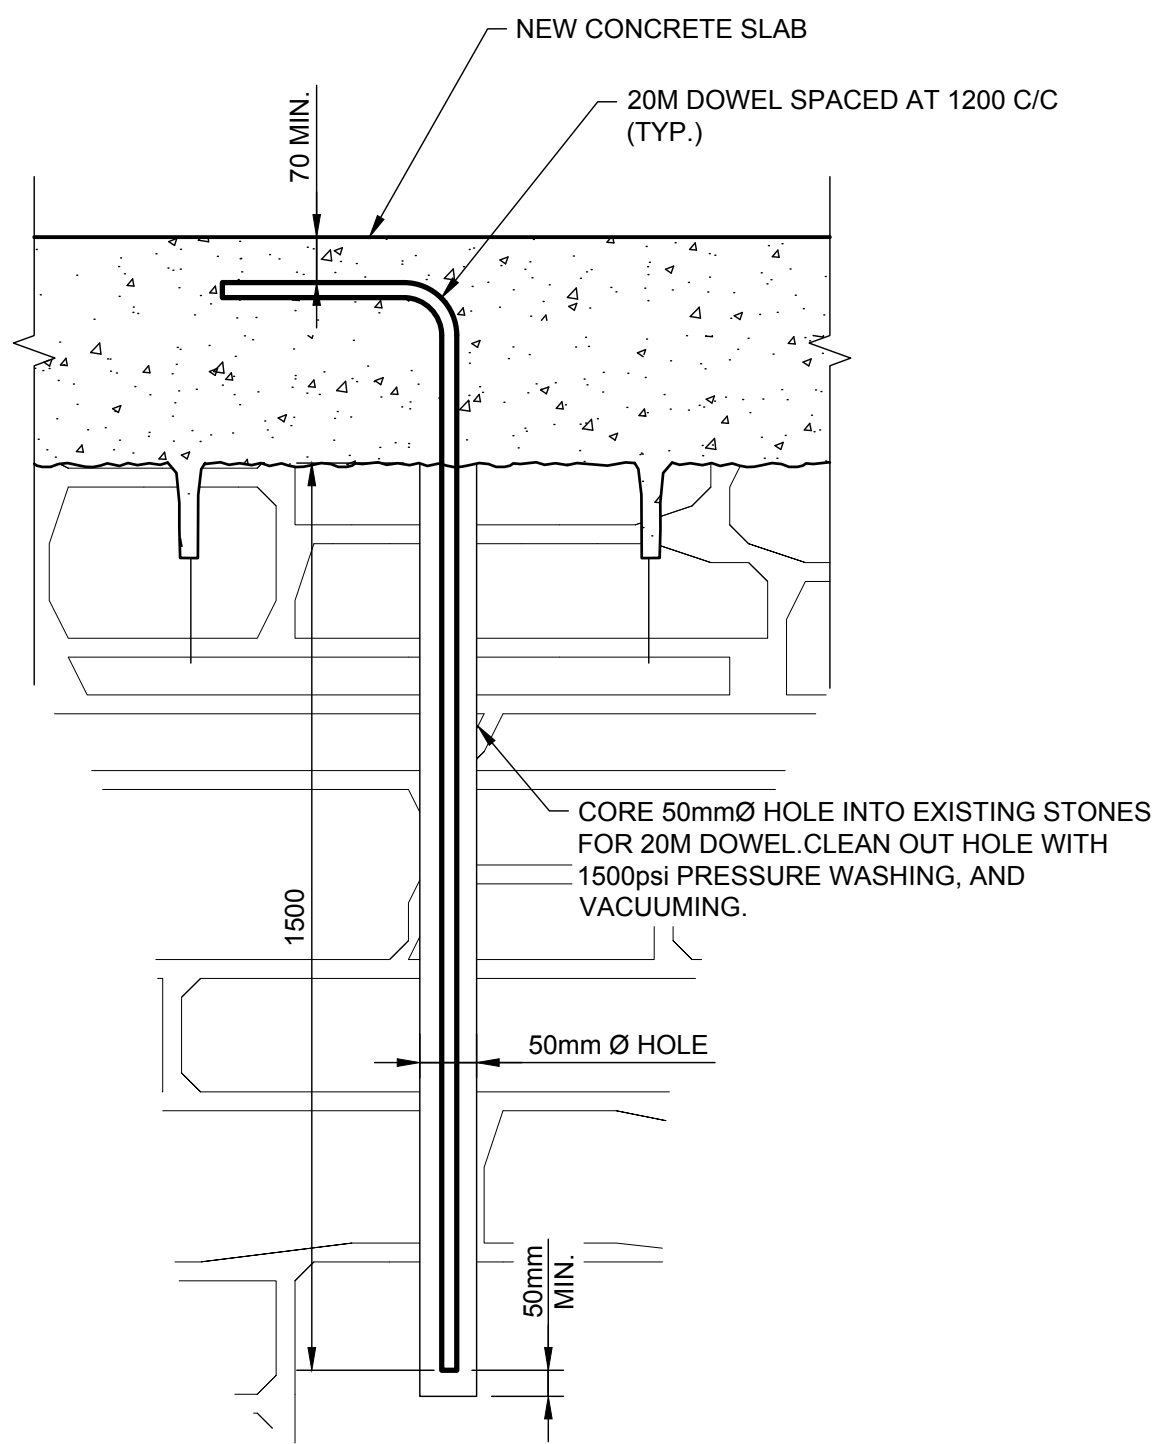 NEW CONCRETE SLAB
20M DOWEL SPACED AT 1200 C/C
(TYP.)
70 MIN.
CORE 50mmØ HOLE INTO EXISTING STONES
FOR 20M DOWEL.CLEAN OUT HOLE WITH
1500psi PRESSURE WASHING, AND
VACUUMING.
1500
50mm Ø HOLE
50mm
MIN.